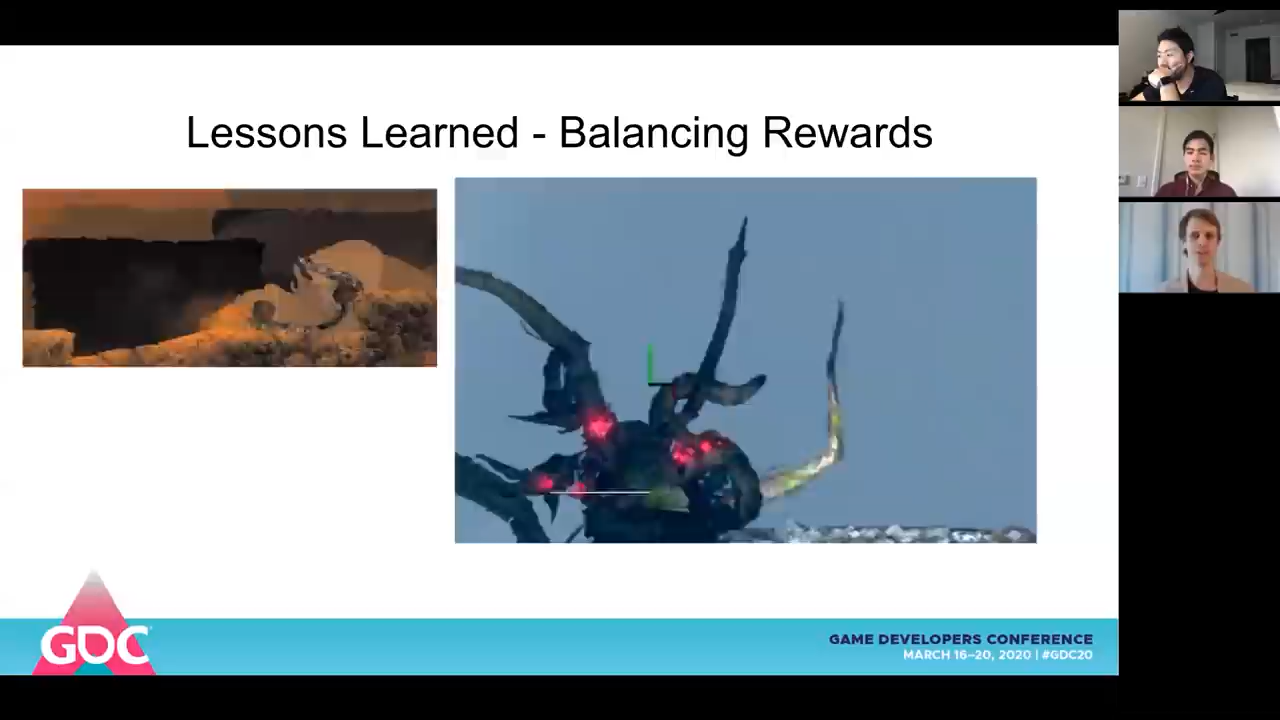 Lessons Learned - Balancing Rewards
GDC
GAME DEVELOPERS CONFERENCE
MARCH 16–20, 2020 | #GDC20